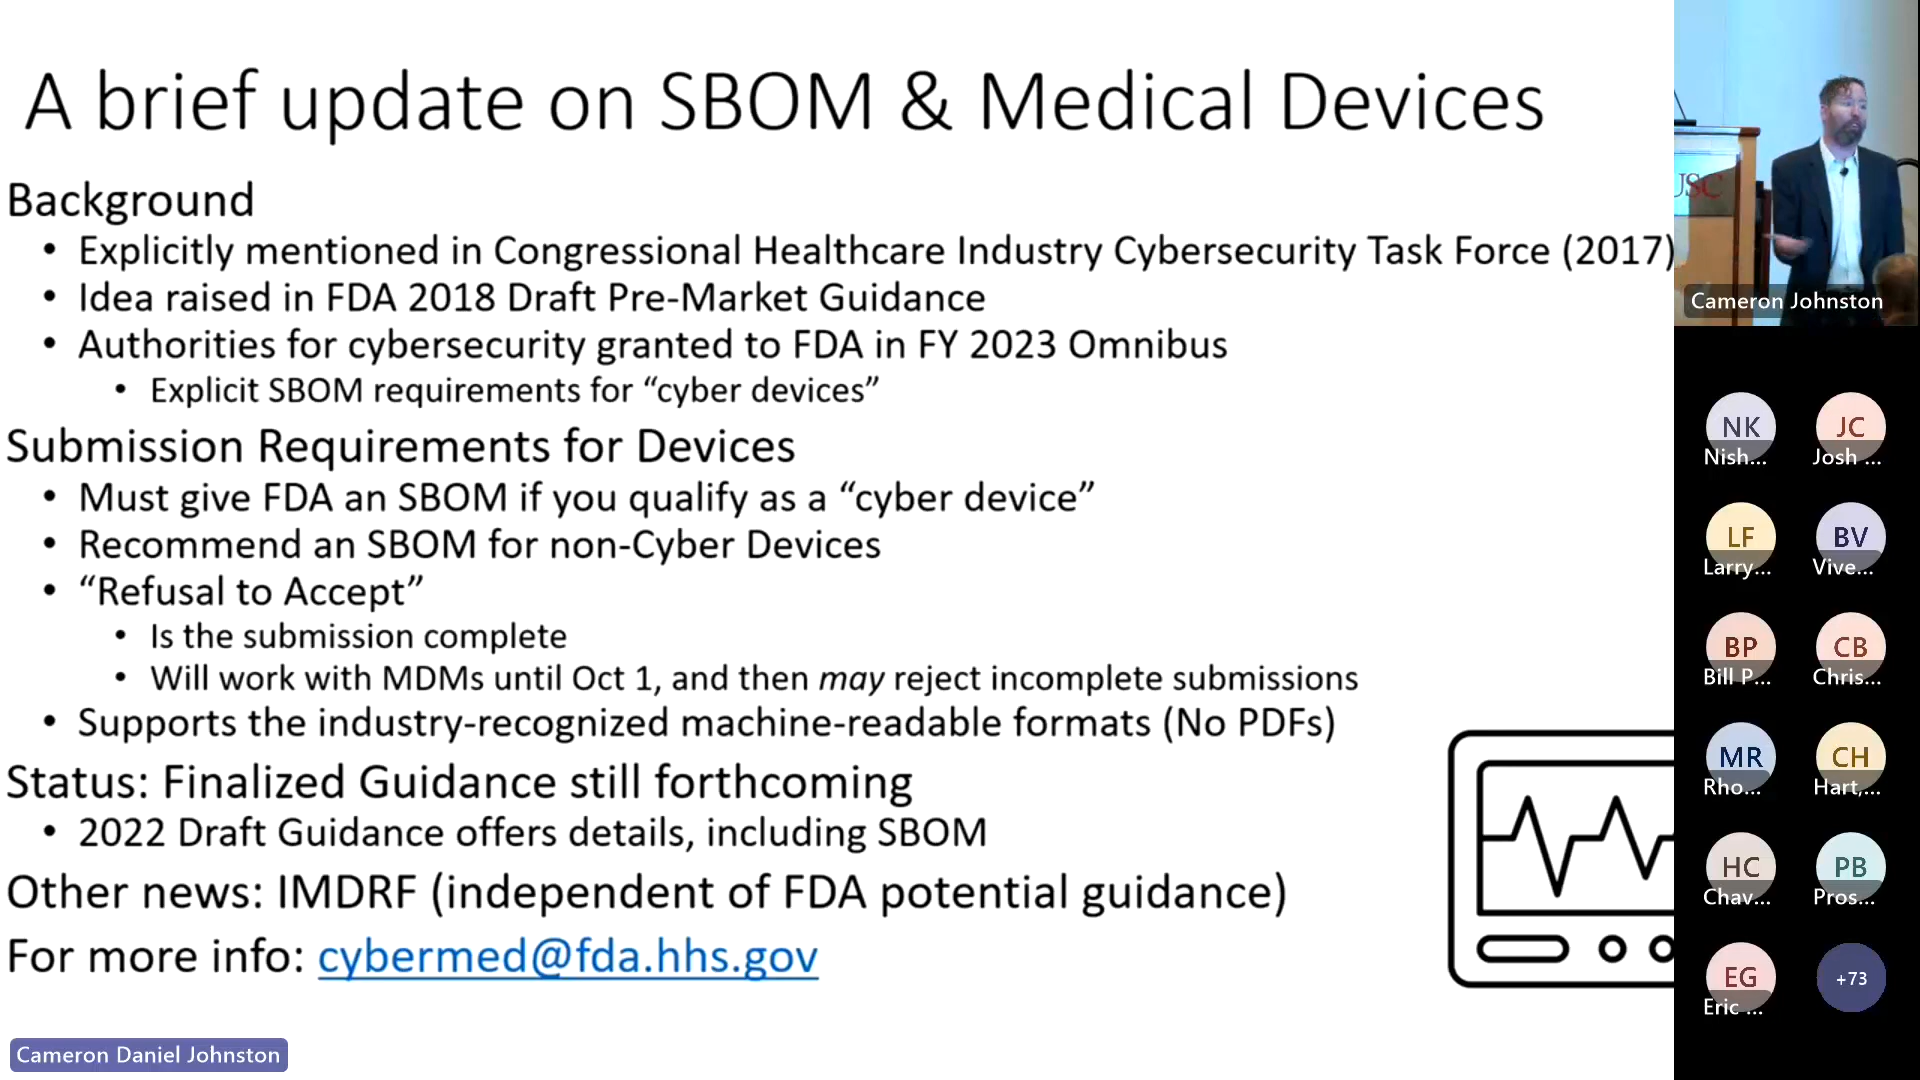 A brief update on SBOM & Medical Devices
Background
• Explicitly mentioned in Congressional Healthcare Industry Cybersecurity Task Force (2017)
• Idea raised in FDA 2018 Draft Pre-Market Guidance
• Authorities for cybersecurity granted to FDA in FY 2023 Omnibus
• Explicit SBOM requirements for “cyber devices”
Submission Requirements for Devices
• Must give FDA an SBOM if you qualify as a “cyber device”
• Recommend an SBOM for non-Cyber Devices
• “Refusal to Accept”
• Is the submission complete
• Will work with MDMs until Oct 1, and then may reject incomplete submissions
• Supports the industry-recognized machine-readable formats (No PDFs)
Status: Finalized Guidance still forthcoming
• 2022 Draft Guidance offers details, including SBOM
Other news: IMDRF (independent of FDA potential guidance)
For more info: cybermed@fda.hhs.gov
Cameron Daniel Johnston
USC
Cameron Johnston
NK
Nish...
JC
Josh ...
LF
Larry...
BV
Vive...
BP
Bill P...
CB
Chris...
MR
Rho...
CH
Hart,...
HC
Chav...
PB
Pros...
EG
Eric ...
+73